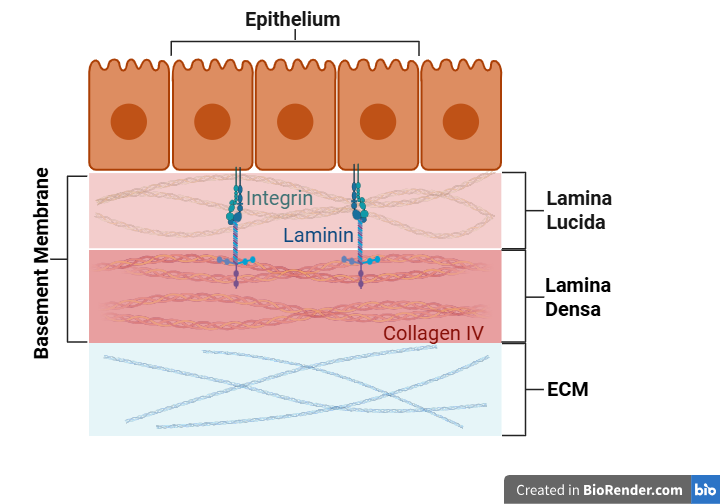 Epithelium
Basement Membrane
Integrin
Laminin
Lamina
Lucida
Lamina
Densa
Collagen IV
ECM
Created in BioRender.com bio